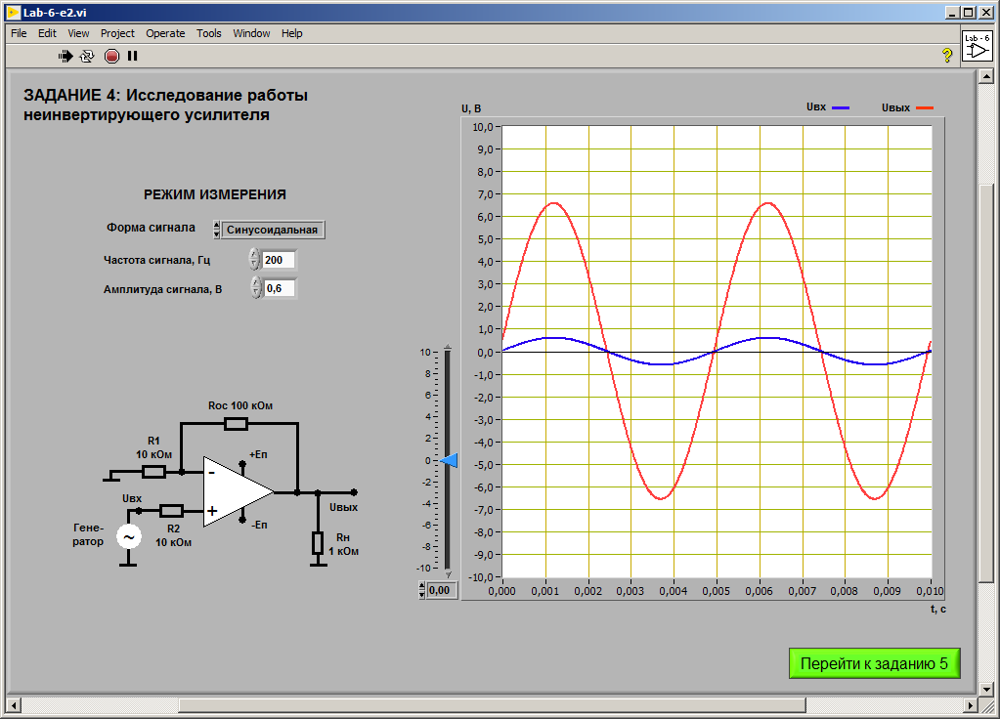 Lab-6-e2.vi
File Edit View Project Operate Tools Window Help
?
Lab - 6
ЗАДАНИЕ 4: Исследование работы
неинвертирующего усилителя
РЕЖИМ ИЗМЕРЕНИЯ
Форма сигнала Синусоидальная
Частота сигнала, Гц 200
Амплитуда сигнала, В 0,6
Rос 100 кОм
R1
10 кОм
+Еп
-
Uвх
+
Uвых
-Еп
Гене-
ратор
~
R2
10 кОм
Rн
1 кОм
10
8
6
4
2
0
-2
-4
-6
-8
-10
0,00
U, В
Uвх Uвых
10,0
9,0
8,0
7,0
6,0
5,0
4,0
3,0
2,0
1,0
0,0
-1,0
-2,0
-3,0
-4,0
-5,0
-6,0
-7,0
-8,0
-9,0
-10,0
0,000 0,001 0,002 0,003 0,004 0,005 0,006 0,007 0,008 0,009 0,010
t, с
Перейти к заданию 5